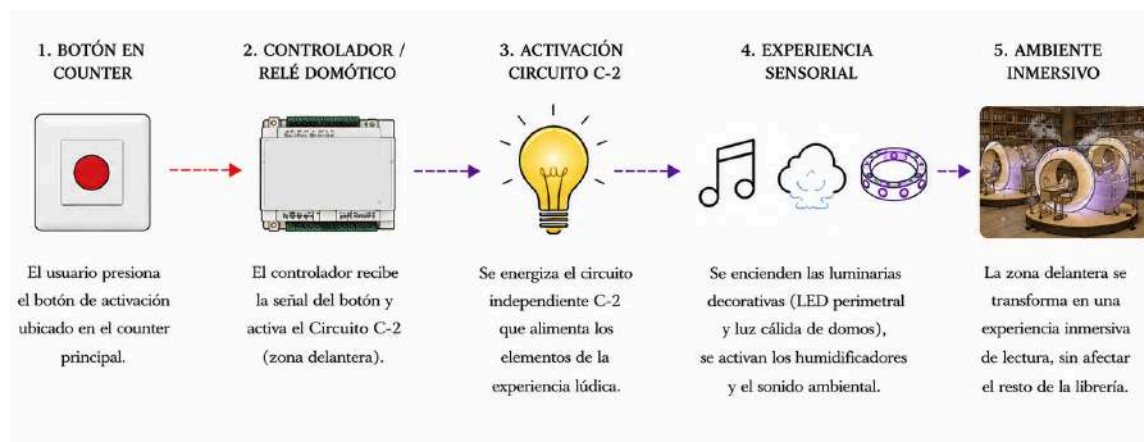 1. BOTÓN EN
COUNTER
El usuario presiona
el botón de activación
ubicado en el counter
principal.
2. CONTROLADOR /
RELÉ DOMÓTICO
El controlador recibe
la señal del botón y
activa el Circuito C-2
(zona delantera).
3. ACTIVACIÓN
CIRCUITO C-2
Se energiza el circuito
independiente C-2
que alimenta los
elementos de la
experiencia lúdica.
4. EXPERIENCIA
SENSORIAL
Se encienden las luminarias
decorativas (LED perimetral
y luz cálida de domos),
se activan los humidificadores
y el sonido ambiental.
5. AMBIENTE
INMERSIVO
La zona delantera se
transforma en una
experiencia inmersiva
de lectura, sin afectar
el resto de la librería.